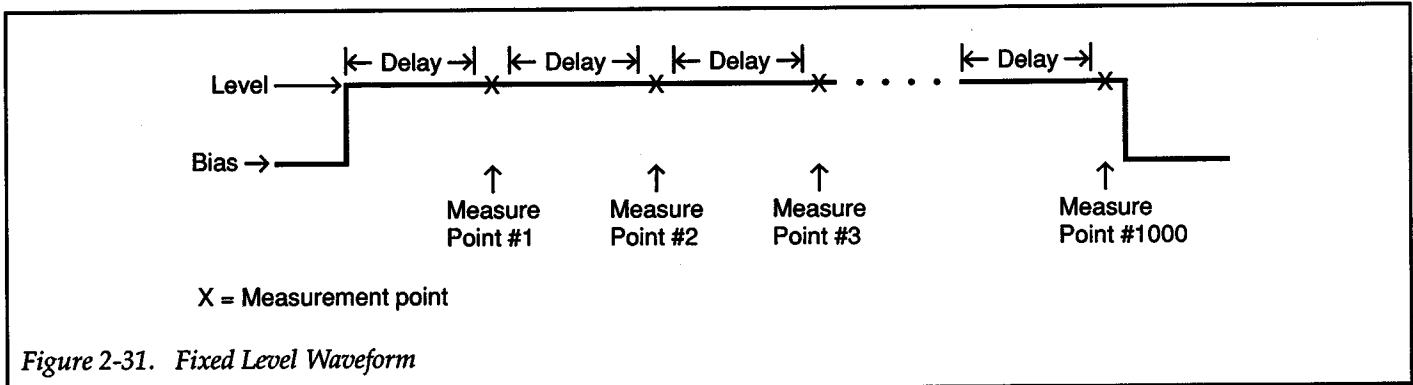 |← Delay →| |← Delay →| |← Delay →| |← Delay →|
Level → X X X . . . . X
Bias →
↑ ↑ ↑ ↑
Measure Measure Measure Measure
Point #1 Point #2 Point #3 Point #1000
X = Measurement point
Figure 2-31. Fixed Level Waveform